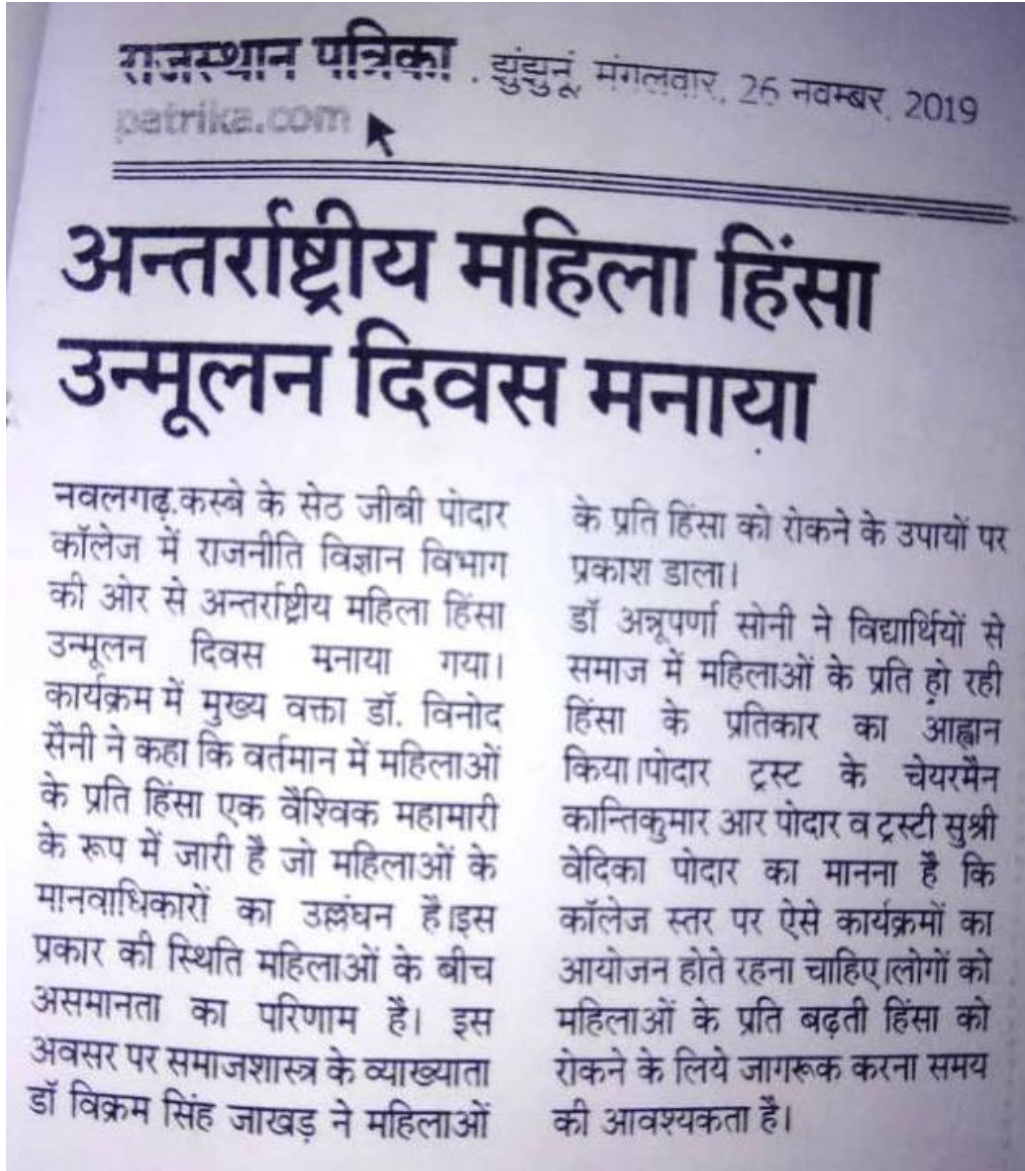 राजस्थान पत्रिका . झुंझुनूं, मंगलवार, 26 नवम्बर, 2019
patrika.com
अन्तर्राष्ट्रीय महिला हिंसा
उन्मूलन दिवस मनाया
नवलगढ़.कस्बे के सेठ जीबी पोदार
कॉलेज में राजनीति विज्ञान विभाग
की ओर से अन्तर्राष्ट्रीय महिला हिंसा
उन्मूलन दिवस मनाया गया।
कार्यक्रम में मुख्य वक्ता डॉ. विनोद
सैनी ने कहा कि वर्तमान में महिलाओं
के प्रति हिंसा एक वैश्विक महामारी
के रूप में जारी है जो महिलाओं के
मानवाधिकारों का उल्लंघन है।इस
प्रकार की स्थिति महिलाओं के बीच
असमानता का परिणाम है। इस
अवसर पर समाजशास्त्र के व्याख्याता
डॉ विक्रम सिंह जाखड़ ने महिलाओं
के प्रति हिंसा को रोकने के उपायों पर
प्रकाश डाला।
डॉ अन्नूपर्णा सोनी ने विद्यार्थियों से
समाज में महिलाओं के प्रति हो रही
हिंसा के प्रतिकार का आह्वान
किया।पोदार ट्रस्ट के चेयरमैन
कान्तिकुमार आर पोदार व ट्रस्टी सुश्री
वेदिका पोदार का मानना है कि
कॉलेज स्तर पर ऐसे कार्यक्रमों का
आयोजन होते रहना चाहिए।लोगों को
महिलाओं के प्रति बढ़ती हिंसा को
रोकने के लिये जागरूक करना समय
की आवश्यकता है।